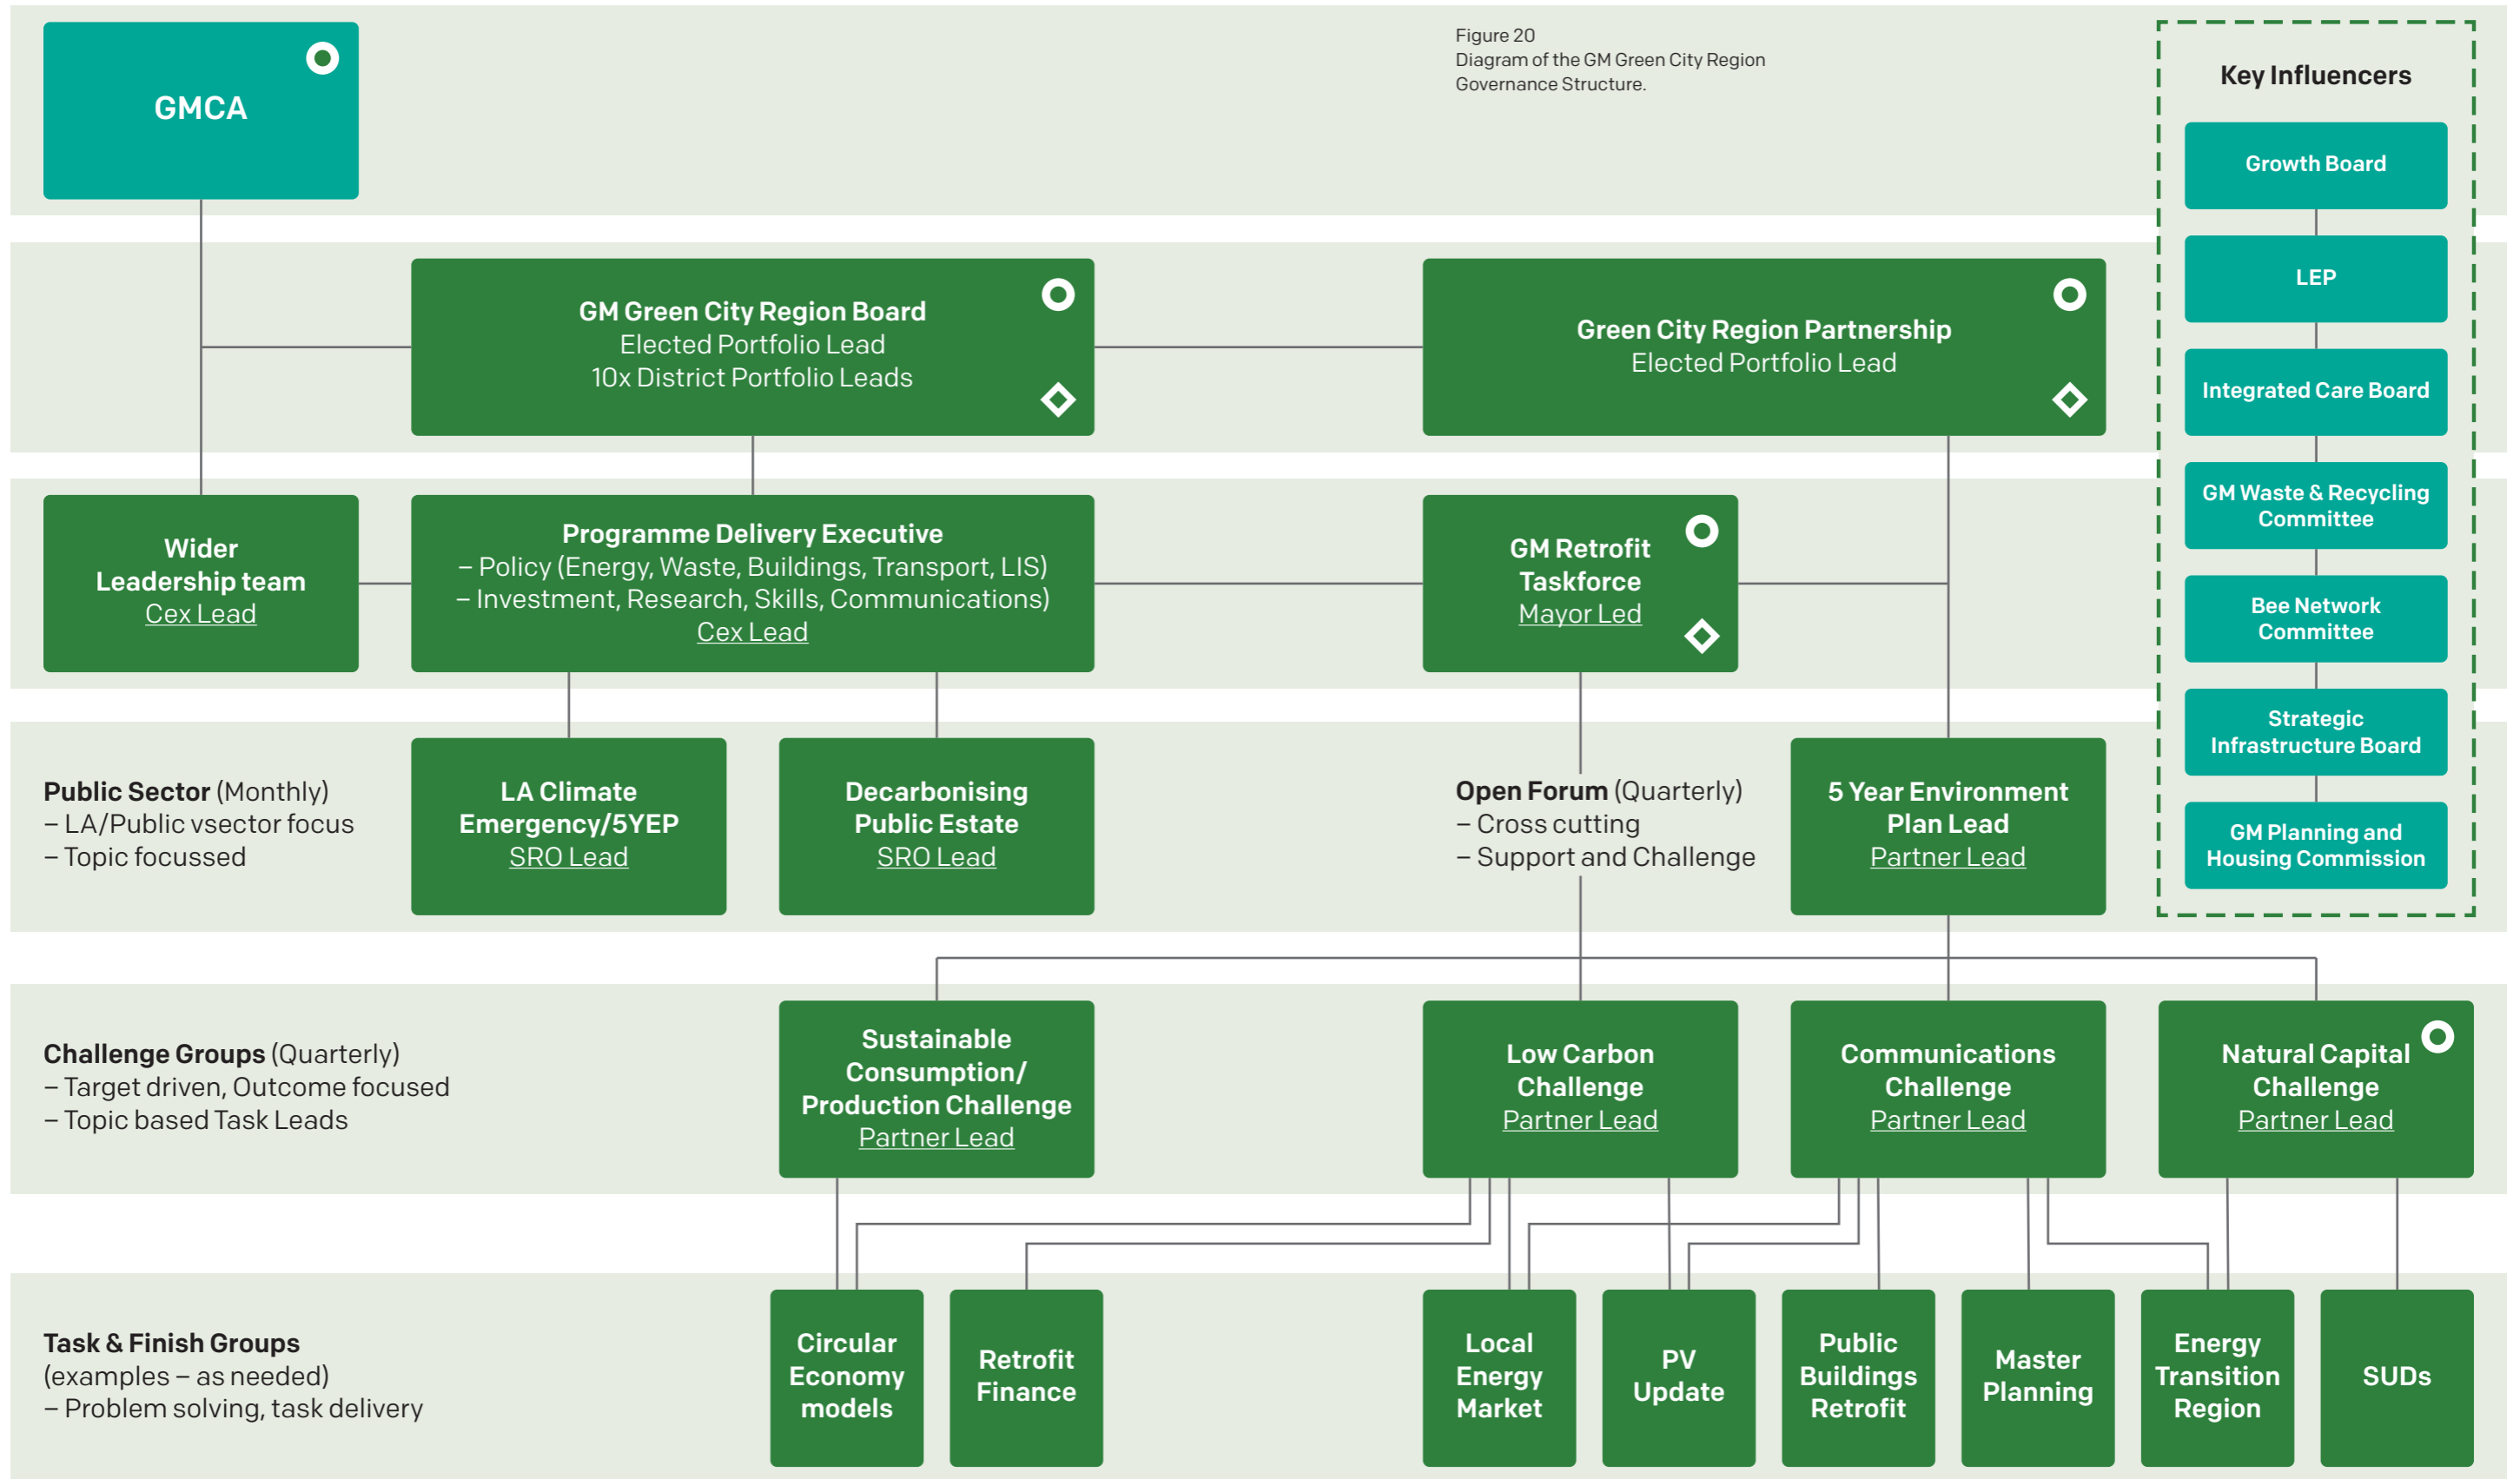 GMCA
Figure 20
Diagram of the GM Green City Region
Governance Structure.
Key Influencers
Growth Board
LEP
Integrated Care Board
GM Waste & Recycling
Committee
Bee Network
Committee
Strategic
Infrastructure Board
GM Planning and
Housing Commission
GM Green City Region Board
Elected Portfolio Lead
10x District Portfolio Leads
Green City Region Partnership
Elected Portfolio Lead
Wider
Leadership team
Cex Lead
Programme Delivery Executive
– Policy (Energy, Waste, Buildings, Transport, LIS)
– Investment, Research, Skills, Communications)
Cex Lead
GM Retrofit
Taskforce
Mayor Led
Public Sector (Monthly)
– LA/Public vsector focus
– Topic focussed
LA Climate
Emergency/5YEP
SRO Lead
Decarbonising
Public Estate
SRO Lead
Open Forum (Quarterly)
– Cross cutting
– Support and Challenge
5 Year Environment
Plan Lead
Partner Lead
Challenge Groups (Quarterly)
– Target driven, Outcome focused
– Topic based Task Leads
Sustainable
Consumption/
Production Challenge
Partner Lead
Low Carbon
Challenge
Partner Lead
Communications
Challenge
Partner Lead
Natural Capital
Challenge
Partner Lead
Task & Finish Groups
(examples – as needed)
– Problem solving, task delivery
Circular
Economy
models
Retrofit
Finance
Local
Energy
Market
PV
Update
Public
Buildings
Retrofit
Master
Planning
Energy
Transition
Region
SUDs